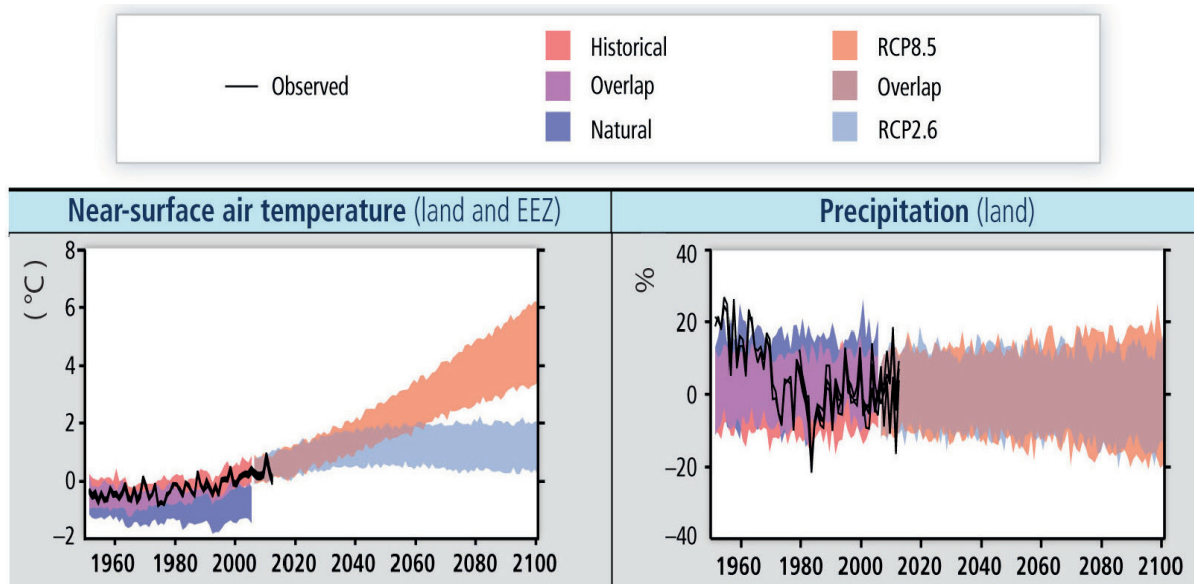 Observed
Historical
Overlap
Natural
RCP8.5
Overlap
RCP2.6
Near-surface air temperature (land and EEZ)
Precipitation (land)
(°C)
8
6
4
2
0
–2
1960 1980 2000 2020 2040 2060 2080 2100
%
40
20
0
–20
–40
1960 1980 2000 2020 2040 2060 2080 2100